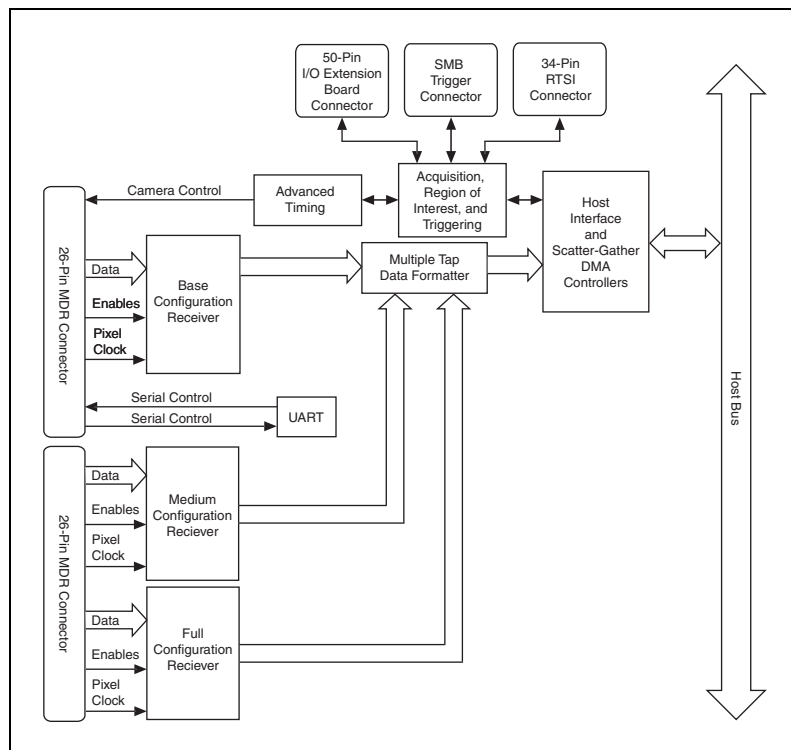 50-Pin
I/O Extension
Board
Connector
SMB
Trigger
Connector
34-Pin
RTSI
Connector
Camera Control
Advanced
Timing
Acquisition,
Region of
Interest, and
Triggering
Host
Interface
and
Scatter-Gather
DMA
Controllers
26-Pin MDR Connector
Data
Enables
Pixel
Clock
Base
Configuration
Receiver
Multiple Tap
Data Formatter
Serial Control
Serial Control
UART
Host Bus
26-Pin MDR Connector
Data
Enables
Pixel
Clock
Medium
Configuration
Reciever
Data
Enables
Pixel
Clock
Full
Configuration
Reciever